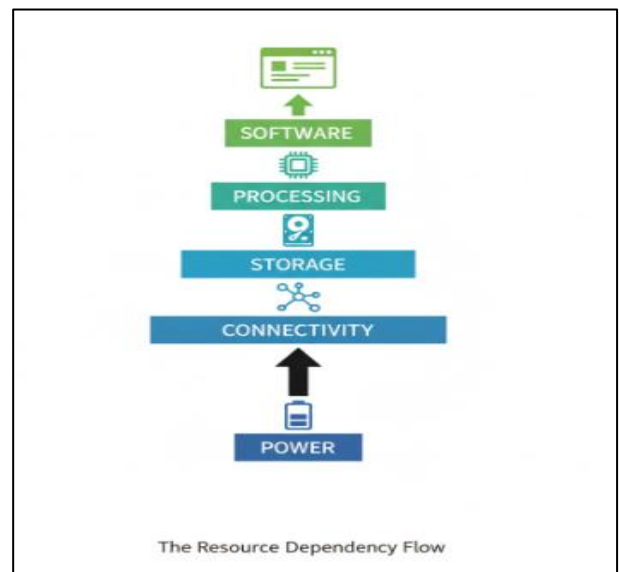 SOFTWARE
PROCESSING
STORAGE
CONNECTIVITY
POWER
The Resource Dependency Flow